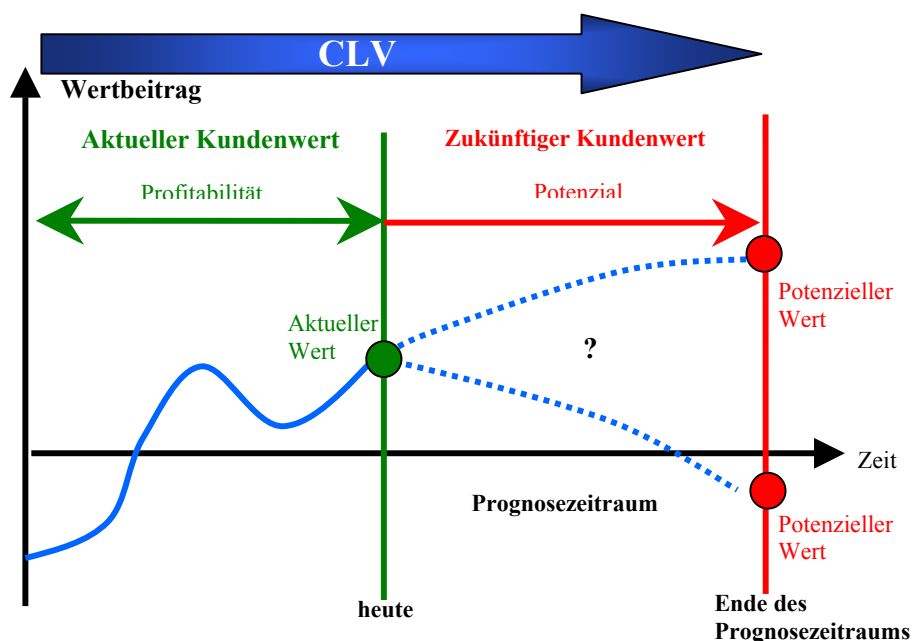 CLV
Wertbeitrag
Aktueller Kundenwert
Zukünftiger Kundenwert
Profitabilität
Potenzial
Aktueller
Wert
?
Potenzieller
Wert
Zeit
Prognosezeitraum
Potenzieller
Wert
heute
Ende des
Prognosezeitraums